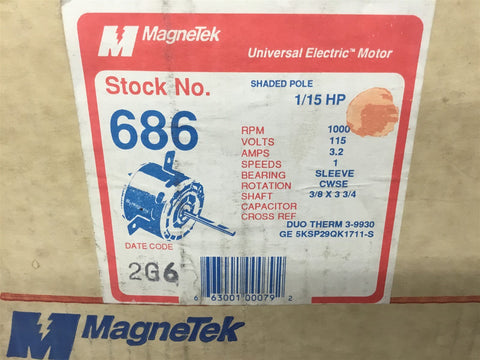 MagneTek
Universal Electric™ Motor
Stock No.
686
SHADED POLE
1/15 HP
RPM 1000
VOLTS 115
AMPS 3.2
SPEEDS 1
BEARING SLEEVE
ROTATION CWSE
SHAFT 3/8 X 3 3/4
CAPACITOR
CROSS REF
DUO THERM 3-9930
GE 5KSP29QK1711-S
DATE CODE
2G6
6 63001 00079 2
MAGNETEK